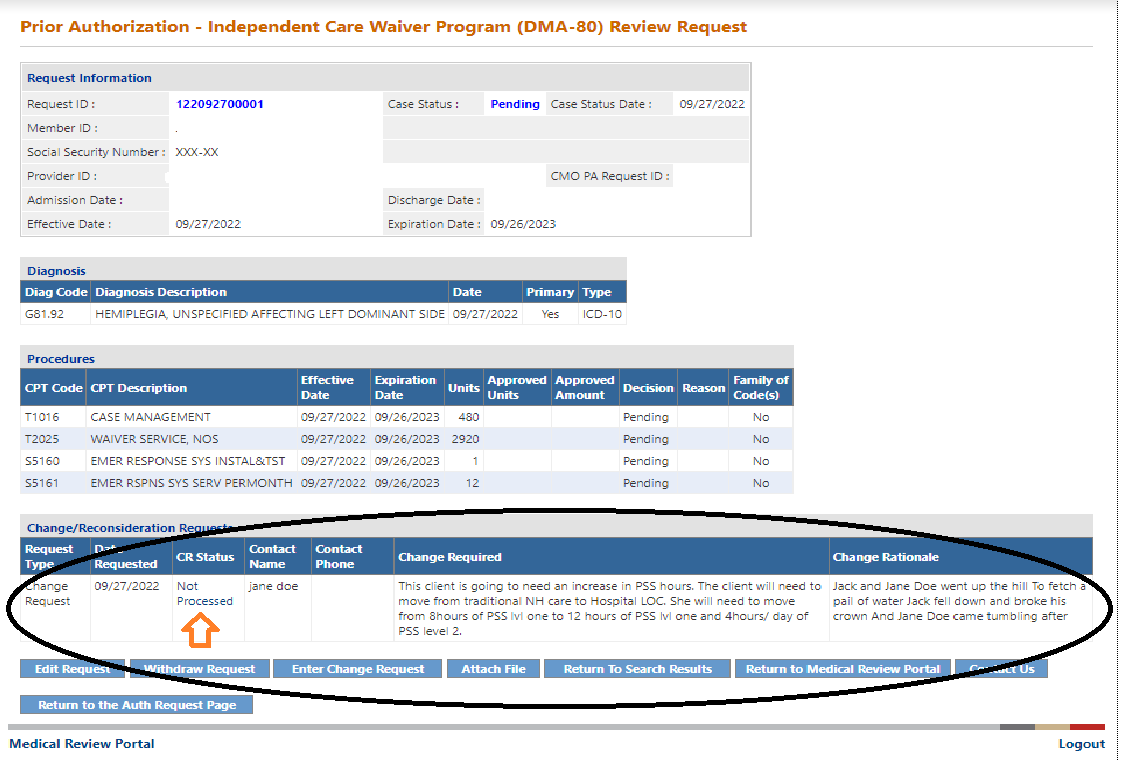 Prior Authorization - Independent Care Waiver Program (DMA-80) Review Request
Request Information
Request ID : 122092700001 Case Status : Pending Case Status Date : 09/27/2022
Member ID : .
Social Security Number : XXX-XX
Provider ID : CMO PA Request ID :
Admission Date : Discharge Date :
Effective Date : 09/27/2022 Expiration Date : 09/26/2023
Diagnosis
Diag Code Diagnosis Description Date Primary Type
G81.92 HEMIPLEGIA, UNSPECIFIED AFFECTING LEFT DOMINANT SIDE 09/27/2022 Yes ICD-10
Procedures
CPT Code CPT Description Effective Date Expiration Date Units Approved Units Approved Amount Decision Reason Family of Code(s)
T1016 CASE MANAGEMENT 09/27/2022 09/26/2023 480 Pending No
T2025 WAIVER SERVICE, NOS 09/27/2022 09/26/2023 2920 Pending No
S5160 EMER RESPONSE SYS INSTAL&TST 09/27/2022 09/26/2023 1 Pending No
S5161 EMER RSPNS SYS SERV PERMONTH 09/27/2022 09/26/2023 12 Pending No
Change/Reconsideration Requests
Request Type Date Requested CR Status Contact Name Contact Phone Change Required Change Rationale
Change Request 09/27/2022 Not Processed jane doe
This client is going to need an increase in PSS hours. The client will need to
move from traditional NH care to Hospital LOC. She will need to move
from 8hours of PSS lvl one to 12 hours of PSS lvl one and 4hours/ day of
PSS level 2.
Jack and Jane Doe went up the hill To fetch a
pail of water Jack fell down and broke his
crown And Jane Doe came tumbling after
Edit Request Withdraw Request Enter Change Request Attach File Return To Search Results Return to Medical Review Portal Contact Us
Return to the Auth Request Page
Medical Review Portal Logout